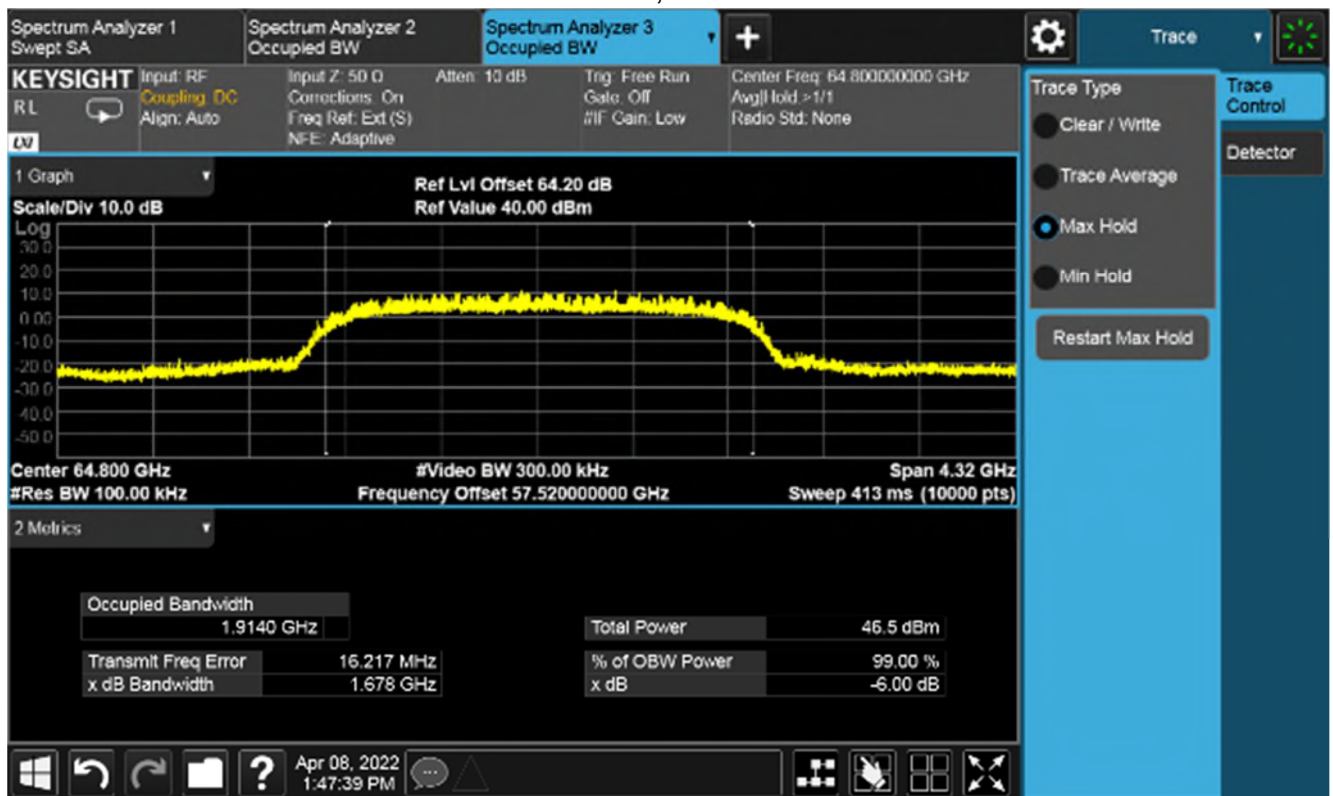 Spectrum Analyzer 1
Swept SA
Spectrum Analyzer 2
Occupied BW
Spectrum Analyzer 3
Occupied BW
Trace
KEYSIGHT
RL
LXI
Input: RF
Coupling: DC
Align: Auto
Input Z: 50 Ω
Corrections: On
Freq Ref: Ext (S)
NFE: Adaptive
Atten: 10 dB
Trig: Free Run
Gate: Off
#IF Gain: Low
Center Freq: 64.800000000 GHz
Avg|Hold:>1/1
Radio Std: None
Trace Type
Clear / Write
Trace Average
Max Hold
Min Hold
Restart Max Hold
Trace
Control
Detector
1 Graph
Scale/Div 10.0 dB
Ref Lvl Offset 64.20 dB
Ref Value 40.00 dBm
Log
30.0
20.0
10.0
0.00
-10.0
-20.0
-30.0
-40.0
-50.0
Center 64.800 GHz
#Video BW 300.00 kHz
Span 4.32 GHz
#Res BW 100.00 kHz
Frequency Offset 57.520000000 GHz
Sweep 413 ms (10000 pts)
2 Metrics
Occupied Bandwidth
1.9140 GHz
Total Power 46.5 dBm
Transmit Freq Error 16.217 MHz
% of OBW Power 99.00 %
x dB Bandwidth 1.678 GHz
x dB -6.00 dB
?
Apr 08, 2022
1:47:39 PM